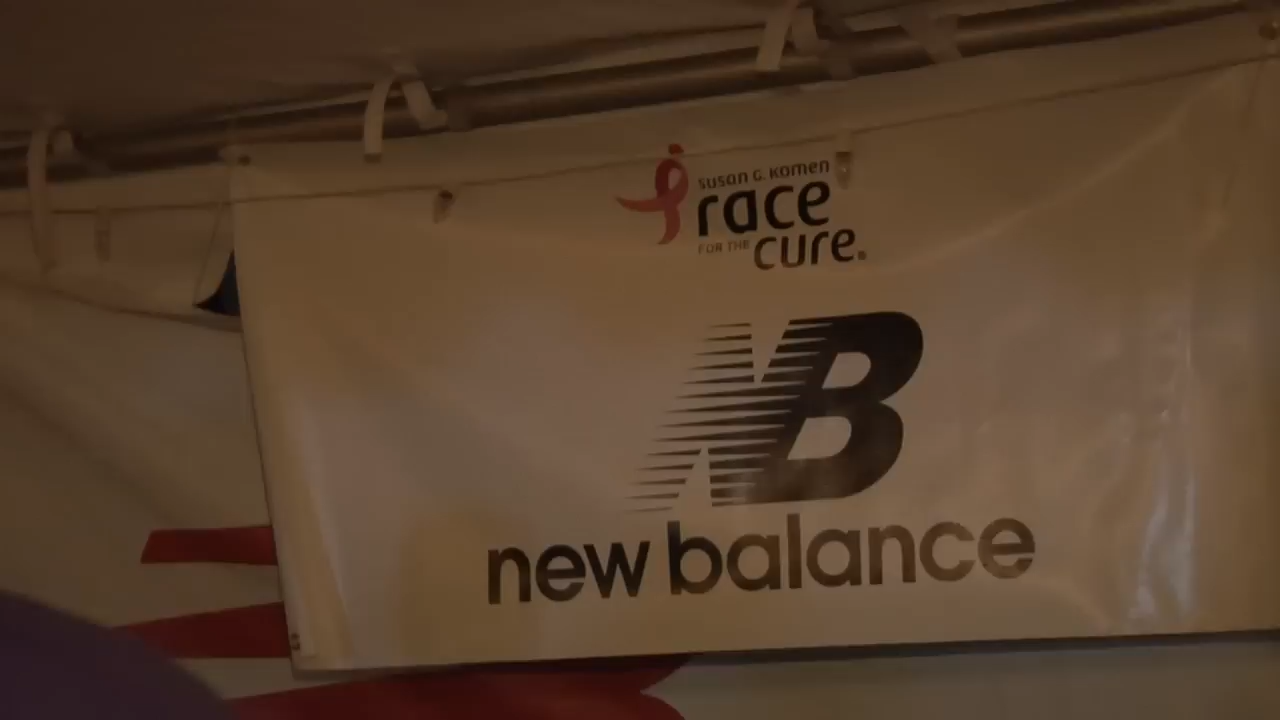 susan G. Komen
race
FOR THE cure.
NB
new balance